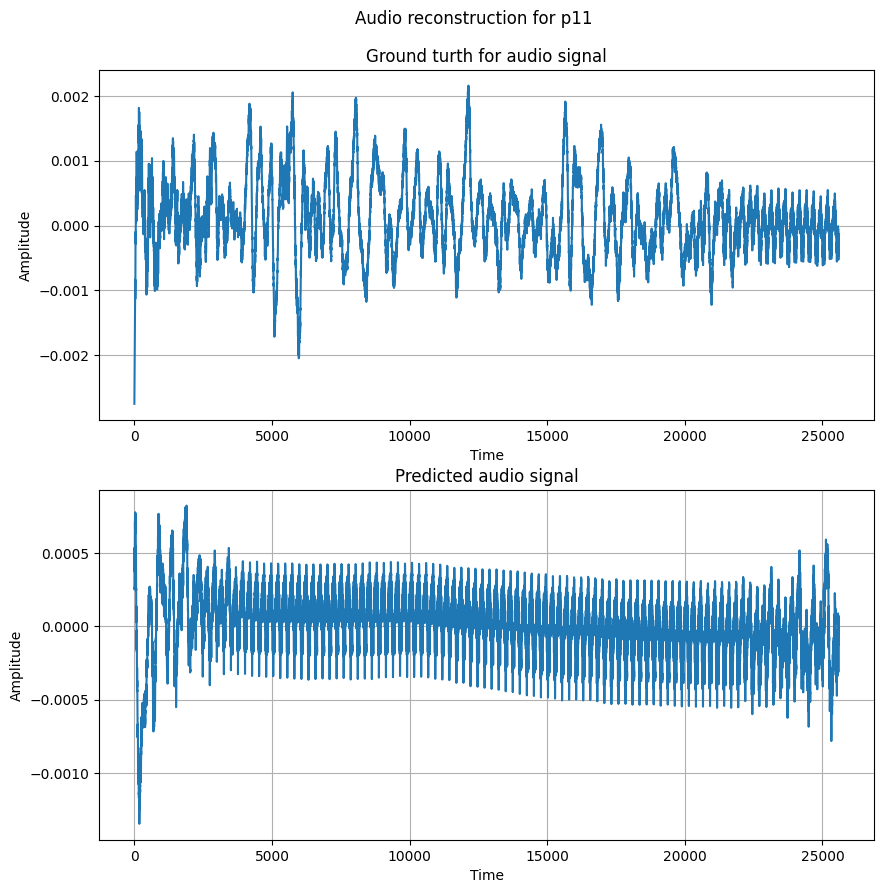 Audio reconstruction for p11
Ground turth for audio signal
Amplitude
0.002
0.001
0.000
−0.001
−0.002
0 5000 10000 15000 20000 25000
Time
Predicted audio signal
Amplitude
0.0005
0.0000
−0.0005
−0.0010
0 5000 10000 15000 20000 25000
Time